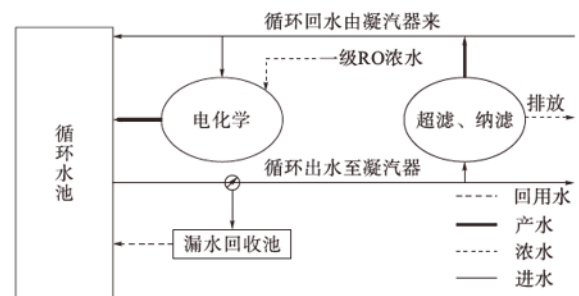 循环回水由凝汽器来
一级RO浓水
电化学
超滤、纳滤
排放
循环水池
循环出水至凝汽器
漏水回收池
回用水
产水
浓水
进水